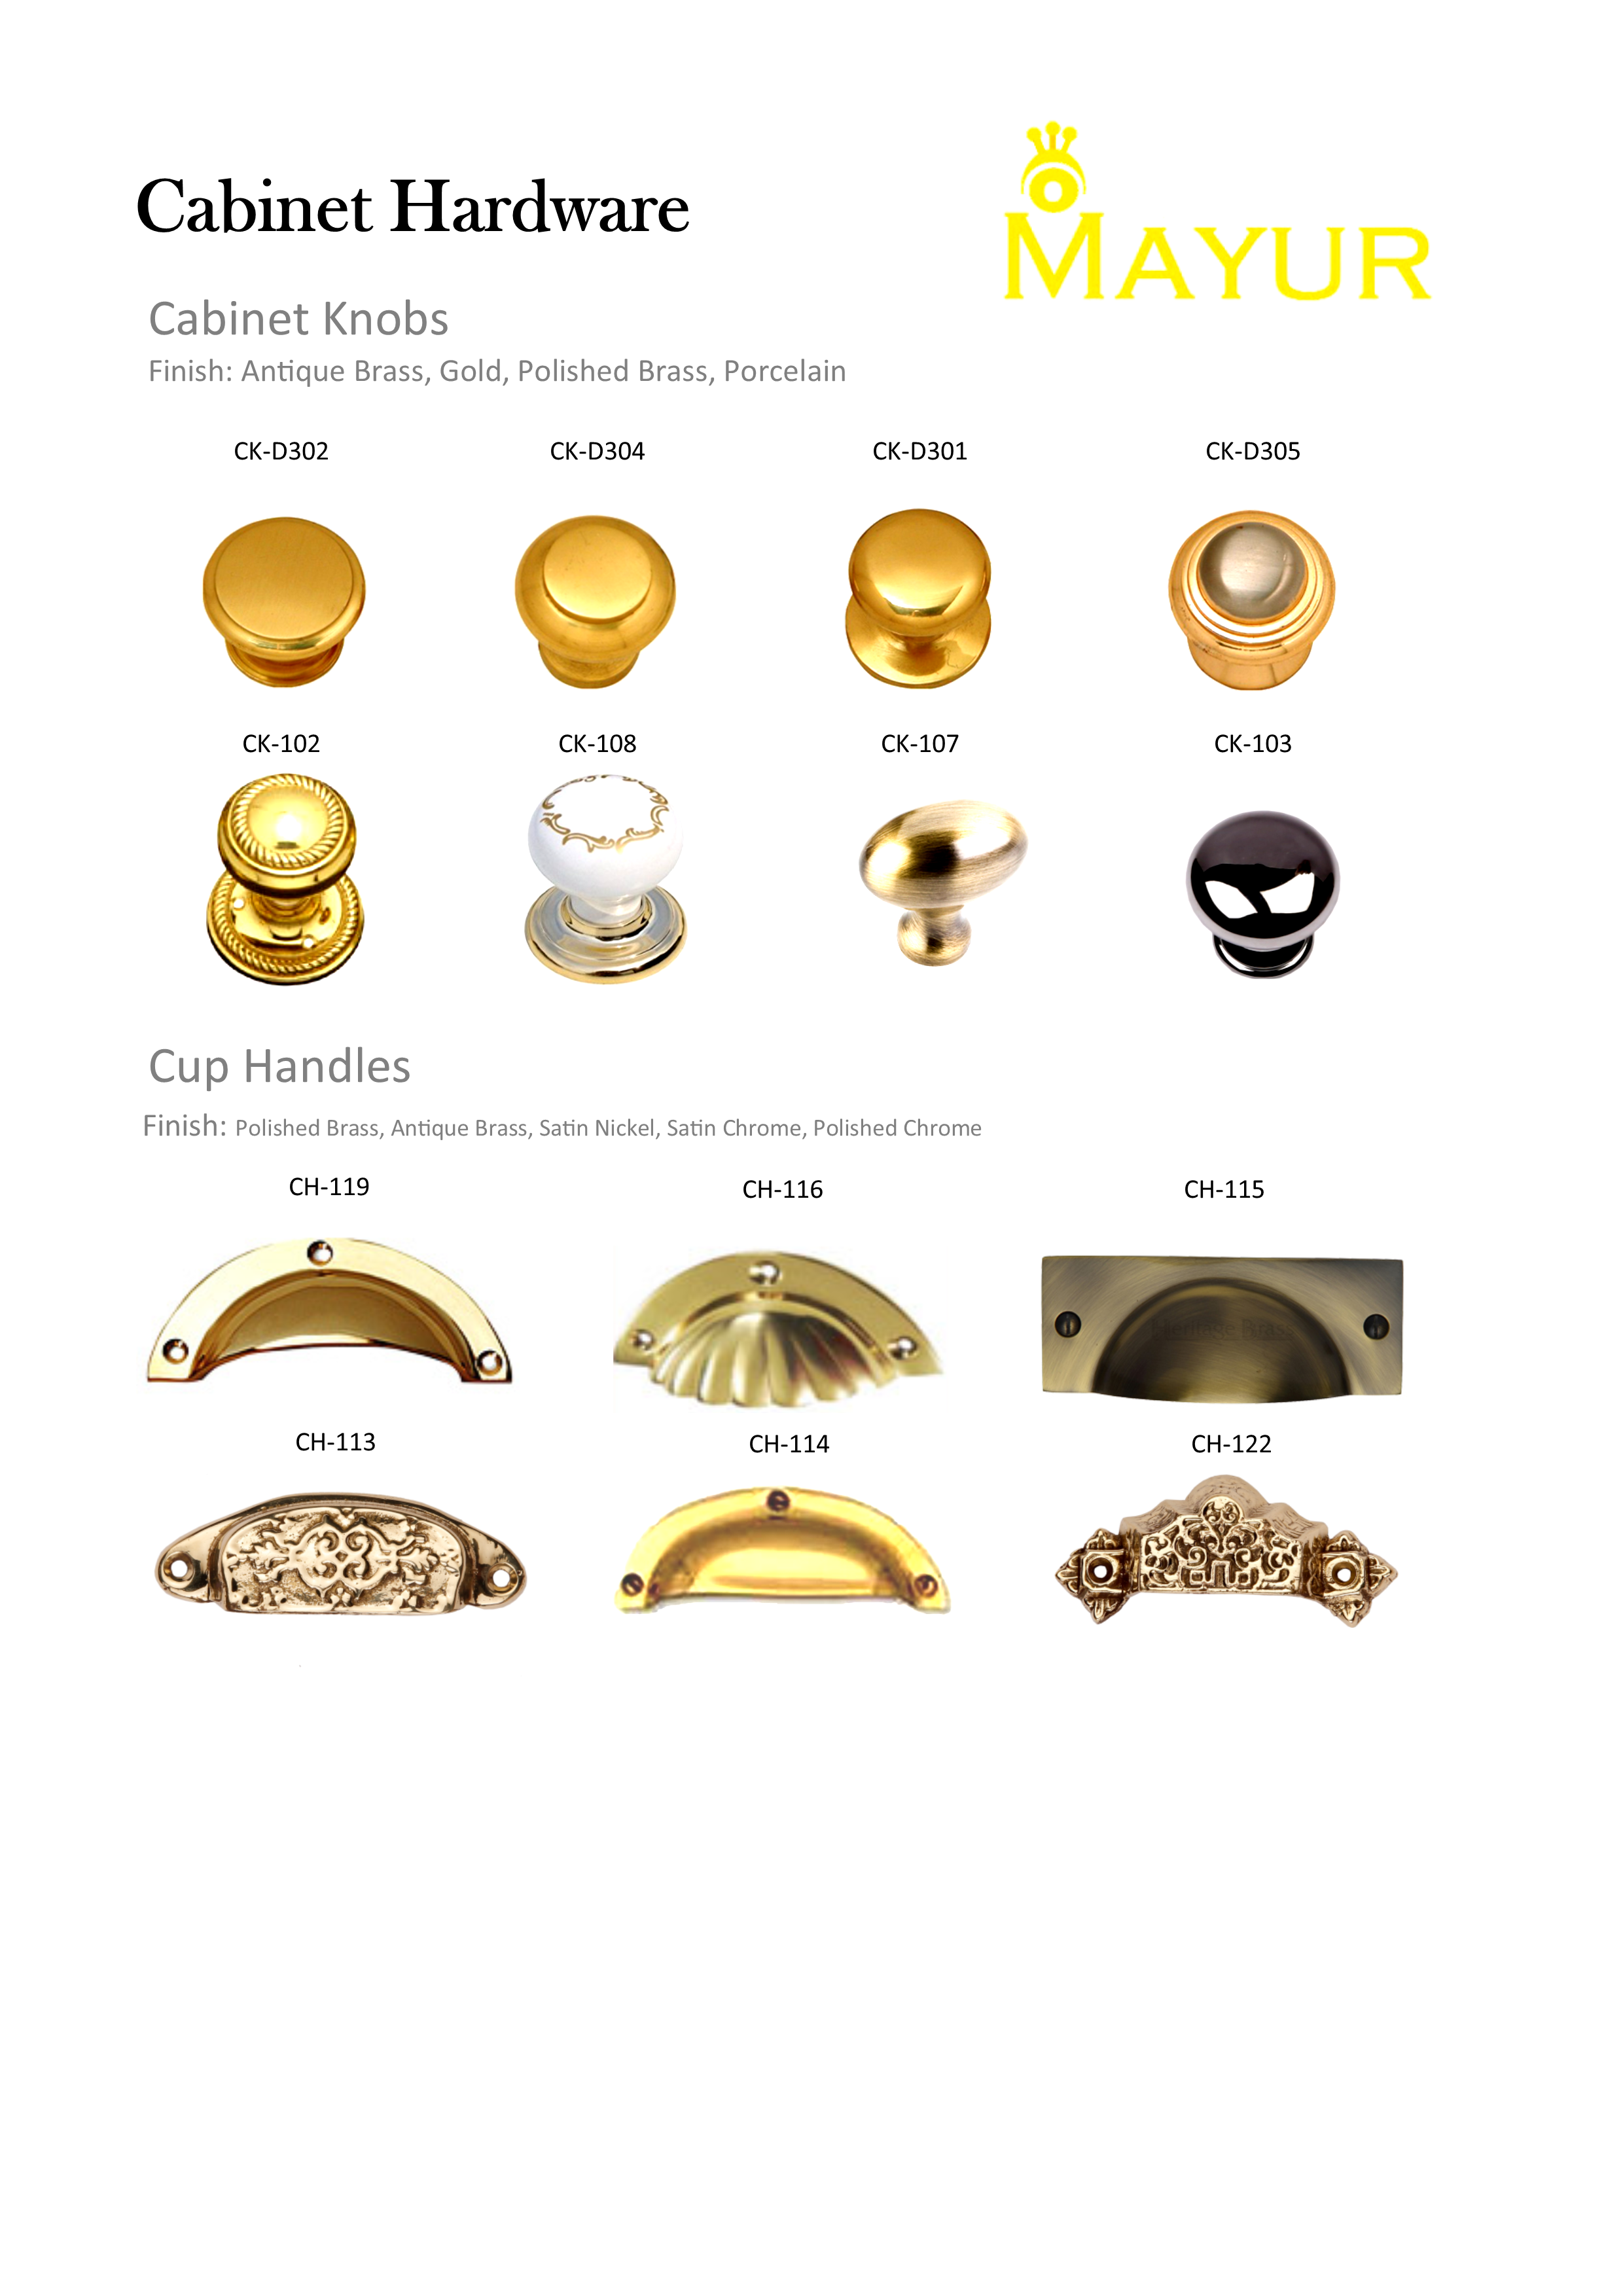 Cabinet Hardware
MAYUR
Cabinet Knobs
Finish: Antique Brass, Gold, Polished Brass, Porcelain
CK-D302 CK-D304 CK-D301 CK-D305
CK-102 CK-108 CK-107 CK-103
Cup Handles
Finish: Polished Brass, Antique Brass, Satin Nickel, Satin Chrome, Polished Chrome
CH-119 CH-116 CH-115
CH-113 CH-114 CH-122